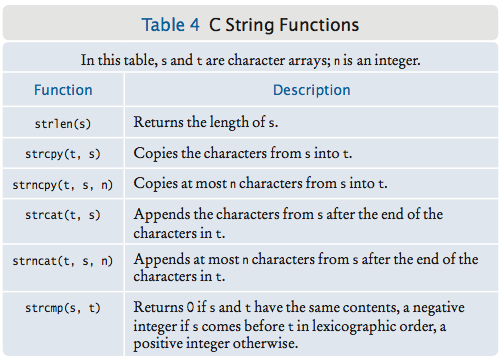 Table 4 C String Functions
In this table, s and t are character arrays; n is an integer.
Function Description
strlen(s) Returns the length of s.
strcpy(t, s) Copies the characters from s into t.
strncpy(t, s, n) Copies at most n characters from s into t.
strcat(t, s) Appends the characters from s after the end of the
characters in t.
strncat(t, s, n) Appends at most n characters from s after the end of the
characters in t.
strcmp(s, t) Returns 0 if s and t have the same contents, a negative
integer if s comes before t in lexicographic order, a
positive integer otherwise.